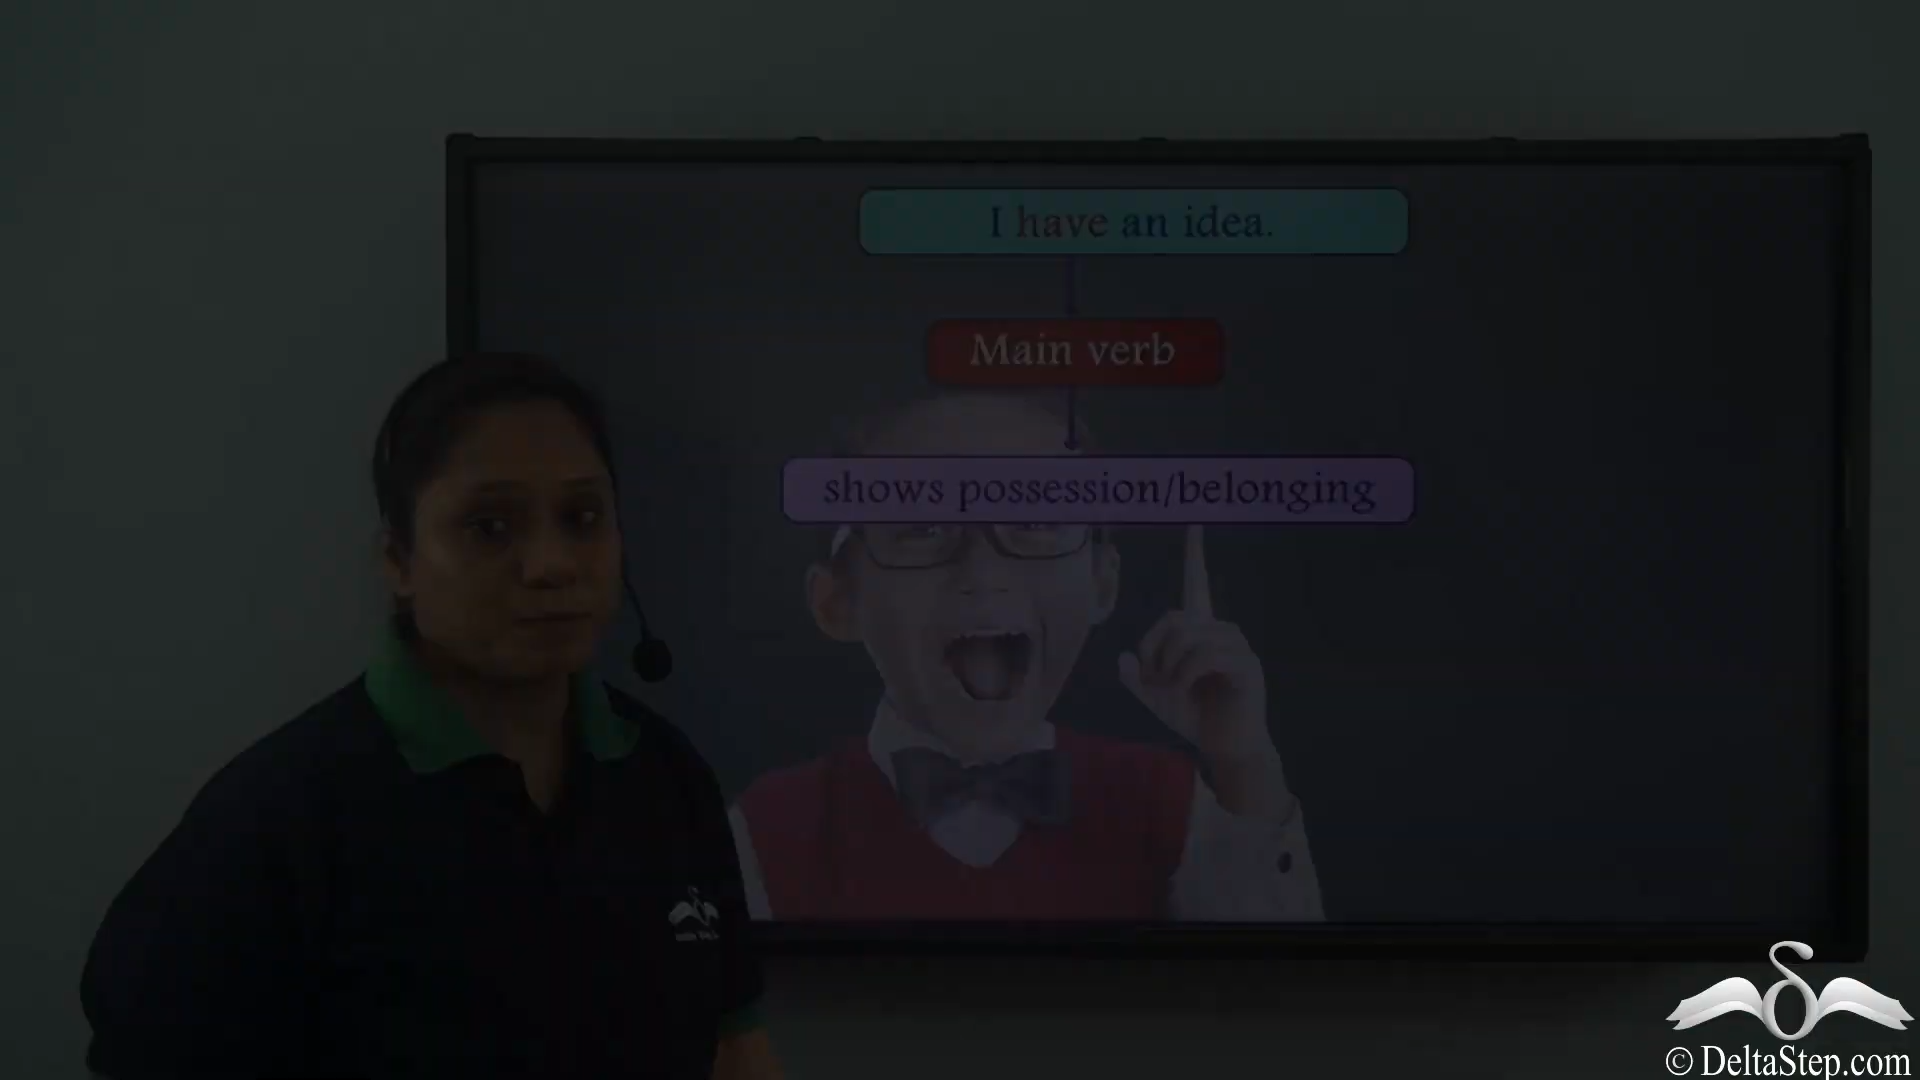 I have an idea.
Main verb
shows possession/belonging
© DeltaStep.com